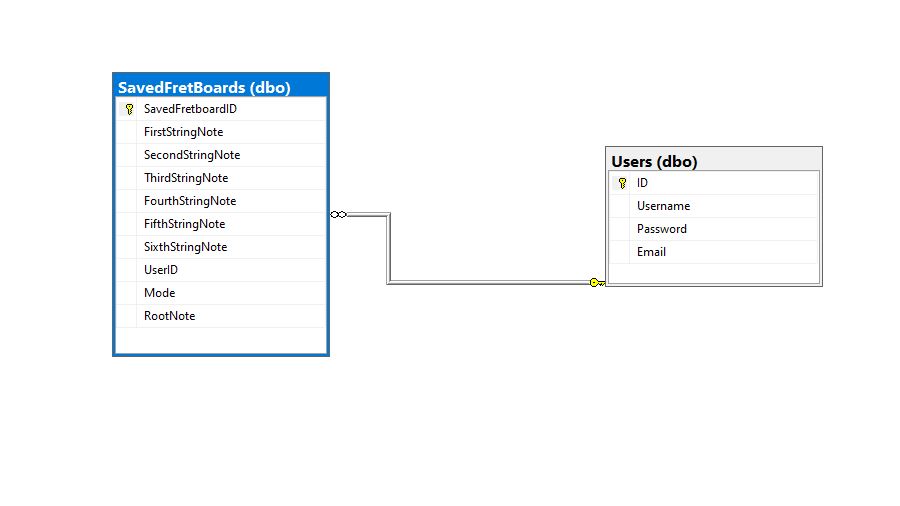 SavedFretBoards (dbo)
SavedFretboardID
FirstStringNote
SecondStringNote
ThirdStringNote
FourthStringNote
FifthStringNote
SixthStringNote
UserID
Mode
RootNote
Users (dbo)
ID
Username
Password
Email